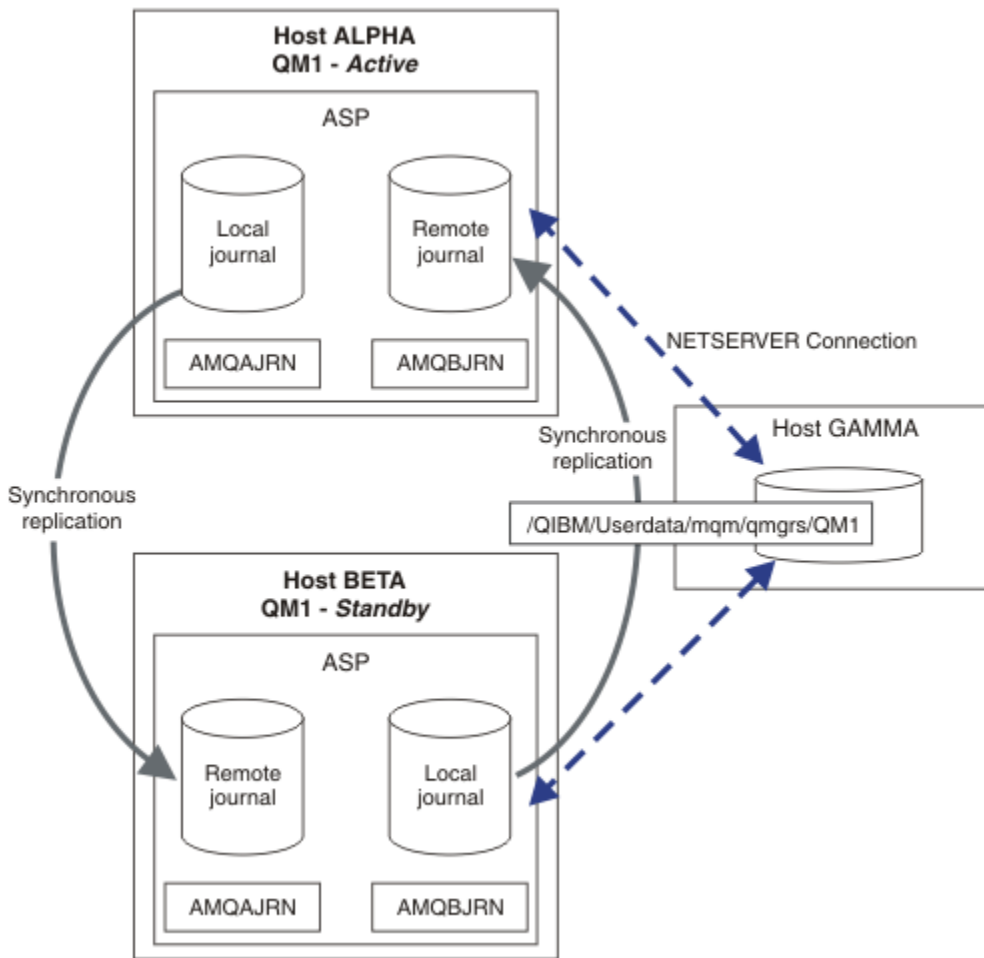 Host ALPHA
QM1 - Active
ASP
Local
journal
Remote
journal
AMQAJRN
AMQBJRN
NETSERVER Connection
Host GAMMA
/QIBM/Userdata/mqm/qmgrs/QM1
Synchronous
replication
Synchronous
replication
Host BETA
QM1 - Standby
ASP
Remote
journal
Local
journal
AMQAJRN
AMQBJRN